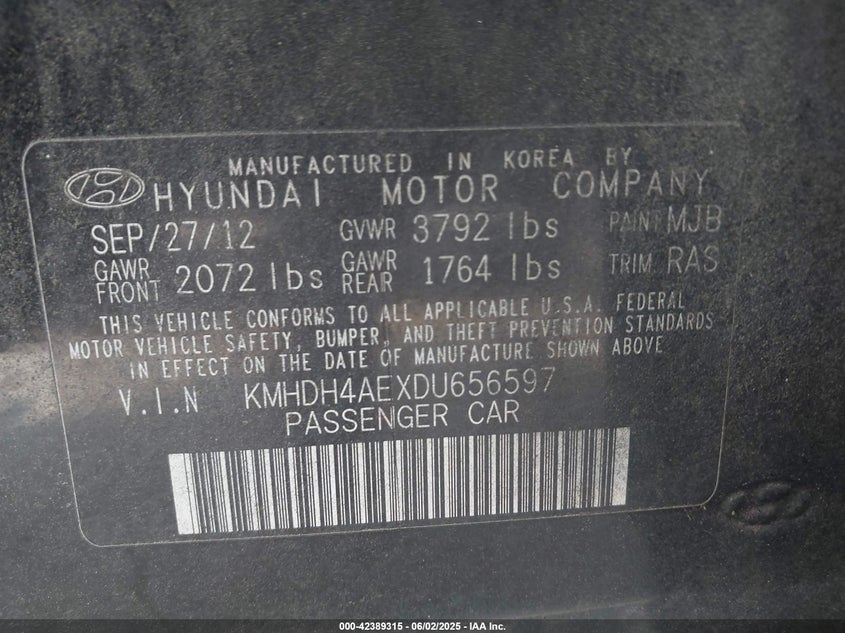 MANUFACTURED IN KOREA BY
HYUNDAI MOTOR COMPANY
SEP/27/12 GVWR 3792 lbs PAINT MJB
GAWR FRONT 2072 lbs GAWR REAR 1764 lbs TRIM RAS
THIS VEHICLE CONFORMS TO ALL APPLICABLE U.S.A. FEDERAL
MOTOR VEHICLE SAFETY, BUMPER, AND THEFT PREVENTION STANDARDS
IN EFFECT ON THE DATE OF MANUFACTURE SHOWN ABOVE
V.I.N KMHDH4AEXDU656597
PASSENGER CAR
000-42389315 - 06/02/2025 - IAA Inc.